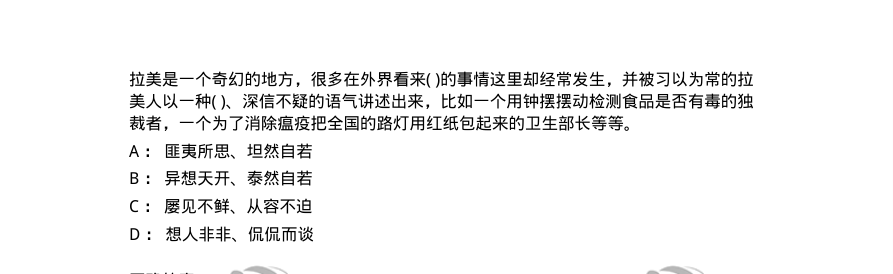 拉美是一个奇幻的地方，很多在外界看来( )的事情这里却经常发生，并被习以为常的拉
美人以一种( )、深信不疑的语气讲述出来，比如一个用钟摆摆动检测食品是否有毒的独
裁者，一个为了消除瘟疫把全国的路灯用红纸包起来的卫生部长等等。
A： 匪夷所思、坦然自若
B： 异想天开、泰然自若
C： 屡见不鲜、从容不迫
D： 想人非非、侃侃而谈